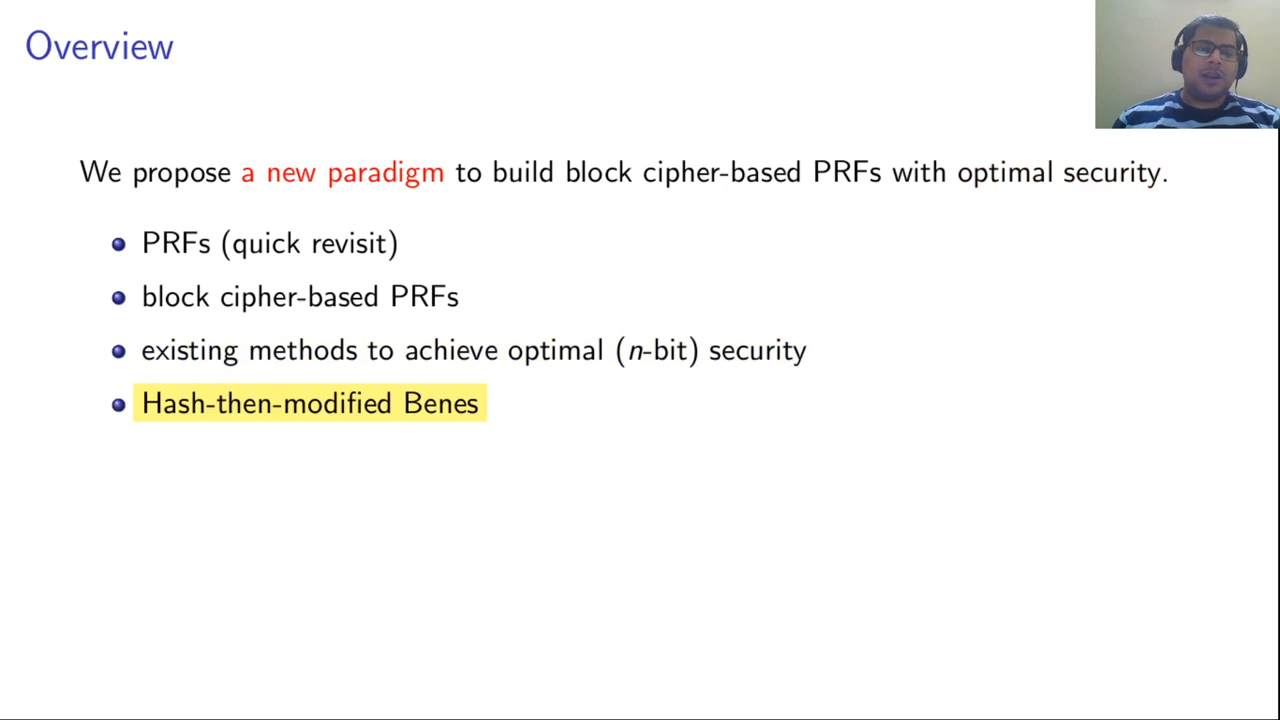 Overview
We propose a new paradigm to build block cipher-based PRFs with optimal security.
PRFs (quick revisit)
block cipher-based PRFs
existing methods to achieve optimal (n-bit) security
Hash-then-modified Benes